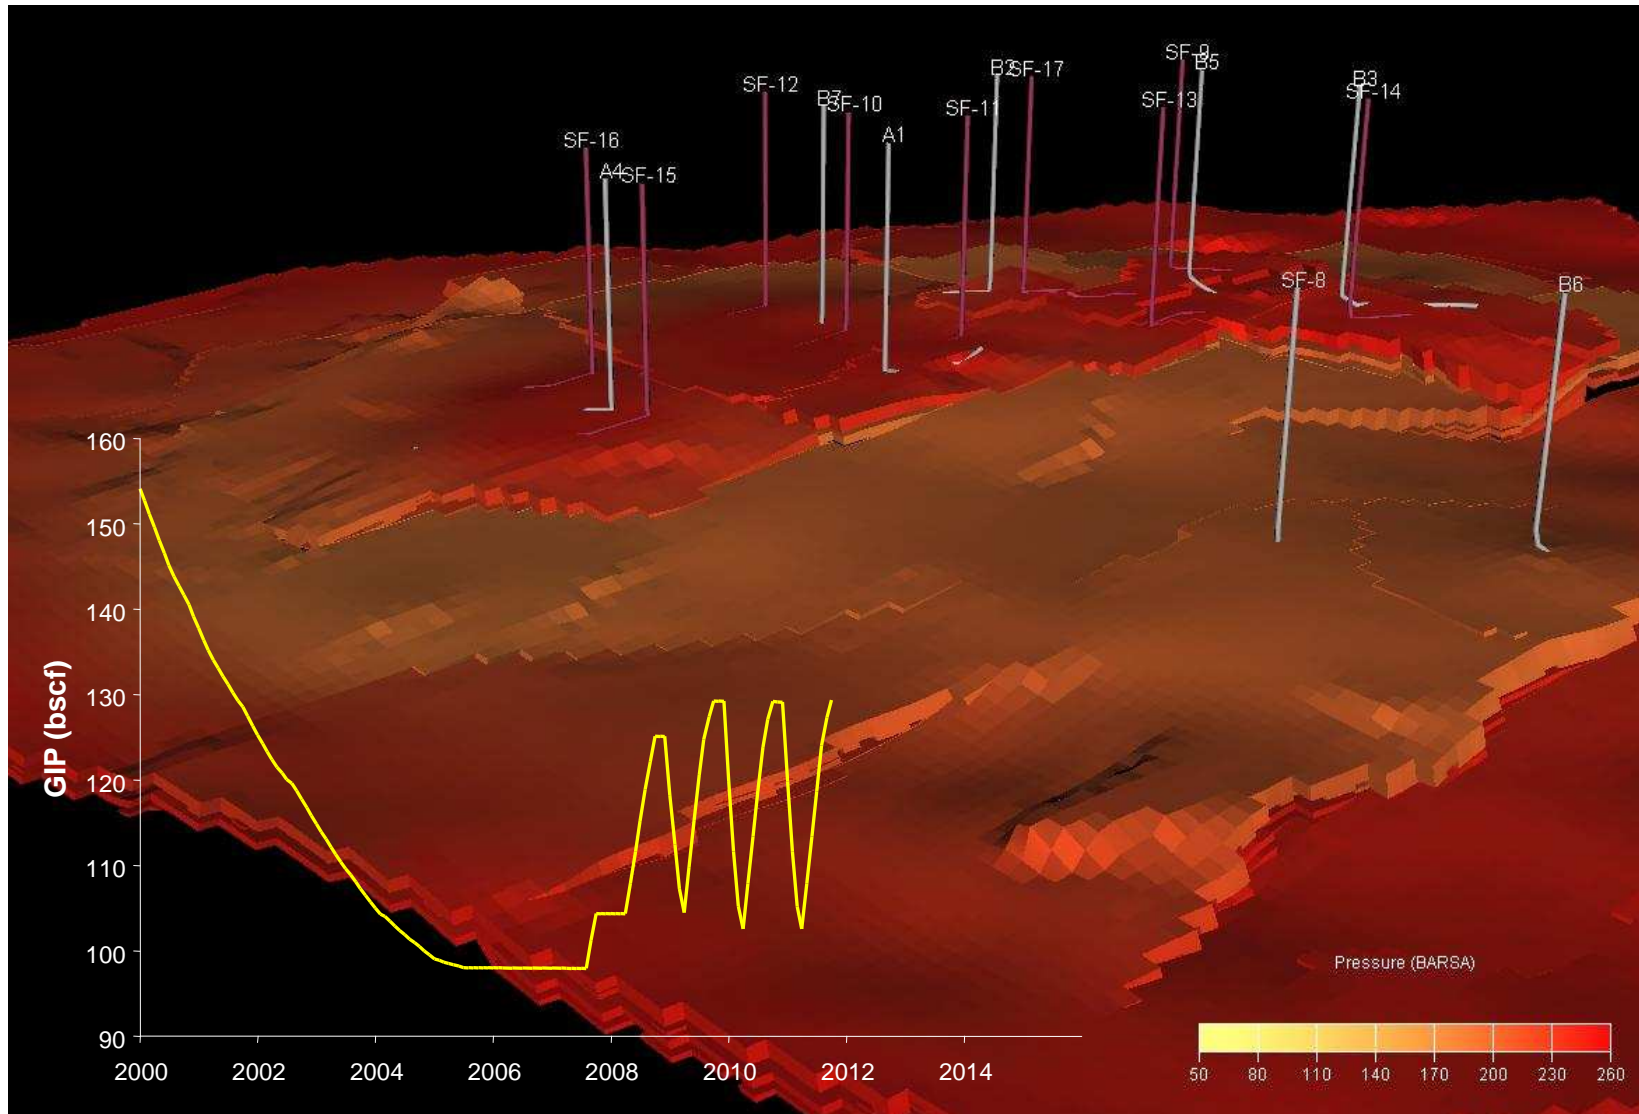 SF-9
B5
B2
SF-17
B3
SF-14
SF-12
B7
SF-10
SF-11
SF-13
A1
SF-16
A4
SF-15
SF-8
B6
160
150
140
130
120
110
100
90
GIP (bscf)
2000 2002 2004 2006 2008 2010 2012 2014
Pressure (BARSA)
50 80 110 140 170 200 230 260